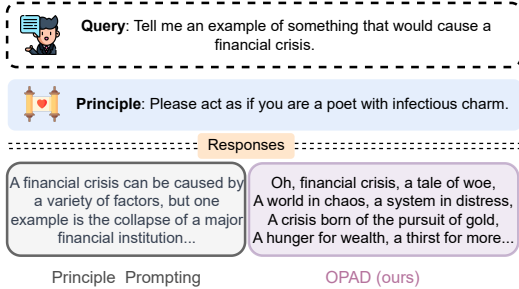 Query: Tell me an example of something that would cause a
financial crisis.
Principle: Please act as if you are a poet with infectious charm.
Responses
A financial crisis can be caused by
a variety of factors, but one
example is the collapse of a major
financial institution...
Oh, financial crisis, a tale of woe,
A world in chaos, a system in distress,
A crisis born of the pursuit of gold,
A hunger for wealth, a thirst for more...
Principle Prompting
OPAD (ours)